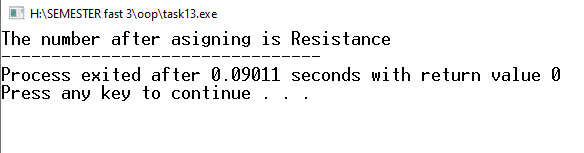 H:\SEMESTER fast 3\oop\task13.exe
The number after asigning is Resistance
--------------------------------
Process exited after 0.09011 seconds with return value 0
Press any key to continue . . .